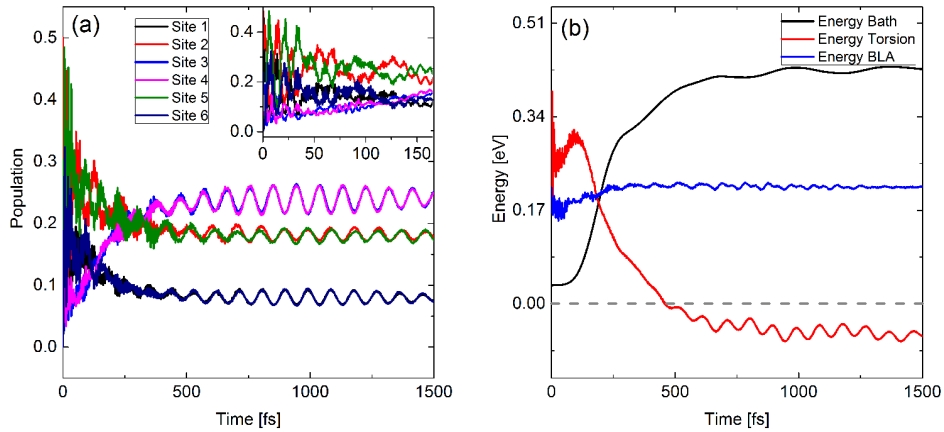 (a)
Site 1
Site 2
Site 3
Site 4
Site 5
Site 6
0.5
0.4
0.3
0.2
0.1
0.0
Population
0 250 500 750 1000 1250 1500
Time [fs]
0.4
0.2
0.0
0 50 100 150
(b)
Energy Bath
Energy Torsion
Energy BLA
0.51
0.34
0.17
0.00
Energy [eV]
0 500 1000 1500
Time [fs]